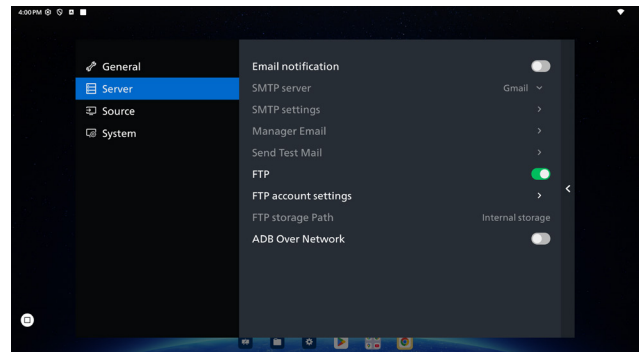 4:00 PM
General
Server
Source
System
Email notification
SMTP server Gmail
SMTP settings
Manager Email
Send Test Mail
FTP
FTP account settings
FTP storage Path Internal storage
ADB Over Network